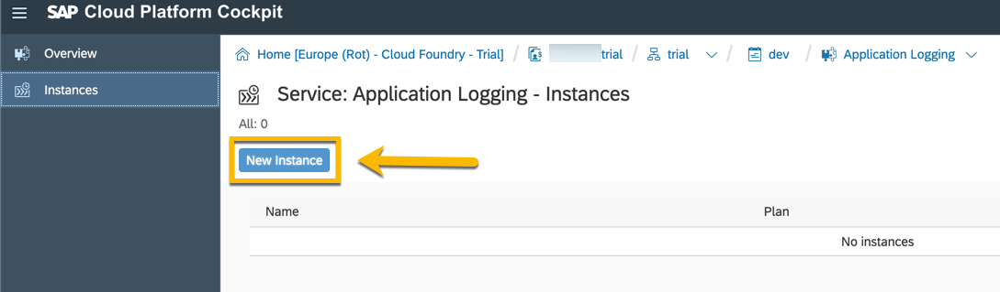 SAP Cloud Platform Cockpit
Overview
Instances
Home [Europe (Rot) - Cloud Foundry - Trial] / trial / trial / dev / Application Logging
Service: Application Logging - Instances
All: 0
New Instance
Name Plan
No instances